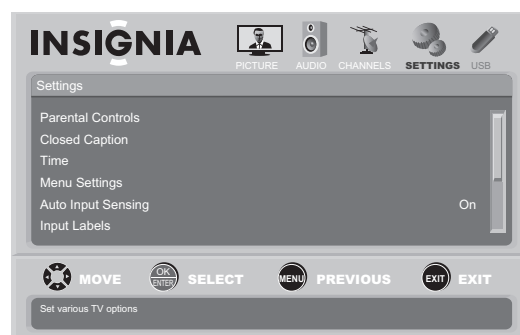 INSIGNIA
PICTURE AUDIO CHANNELS SETTINGS USB
Settings
Parental Controls
Closed Caption
Time
Menu Settings
Auto Input Sensing On
Input Labels
MOVE OK ENTER SELECT MENU PREVIOUS EXIT EXIT
Set various TV options